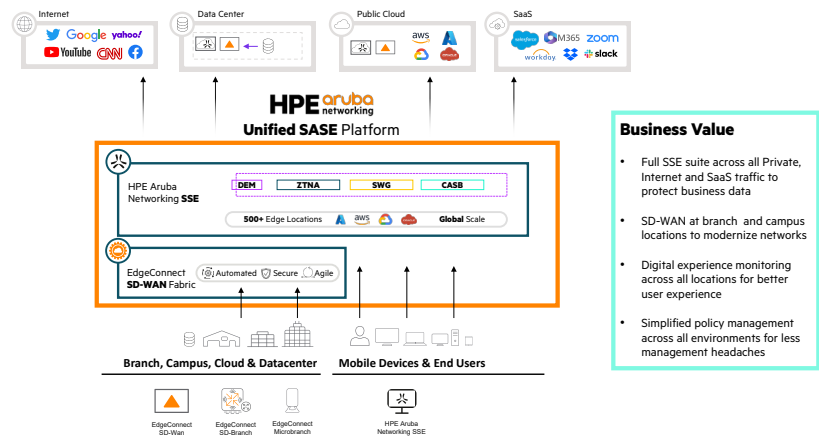 Internet
Google yahoo!
YouTube CNN
Data Center
Public Cloud
aws
SaaS
salesforce M365 zoom
workday slack
HPE aruba
networking
Unified SASE Platform
HPE Aruba
Networking SSE
DEM ZTNA SWG CASB
500+ Edge Locations aws Global Scale
EdgeConnect
SD-WAN Fabric
Automated Secure Agile
Branch, Campus, Cloud & Datacenter
Mobile Devices & End Users
EdgeConnect
SD-Wan
EdgeConnect
SD-Branch
EdgeConnect
Microbranch
HPE Aruba
Networking SSE
Business Value
• Full SSE suite across all Private,
Internet and SaaS traffic to
protect business data
• SD-WAN at branch and campus
locations to modernize networks
• Digital experience monitoring
across all locations for better
user experience
• Simplified policy management
across all environments for less
management headaches